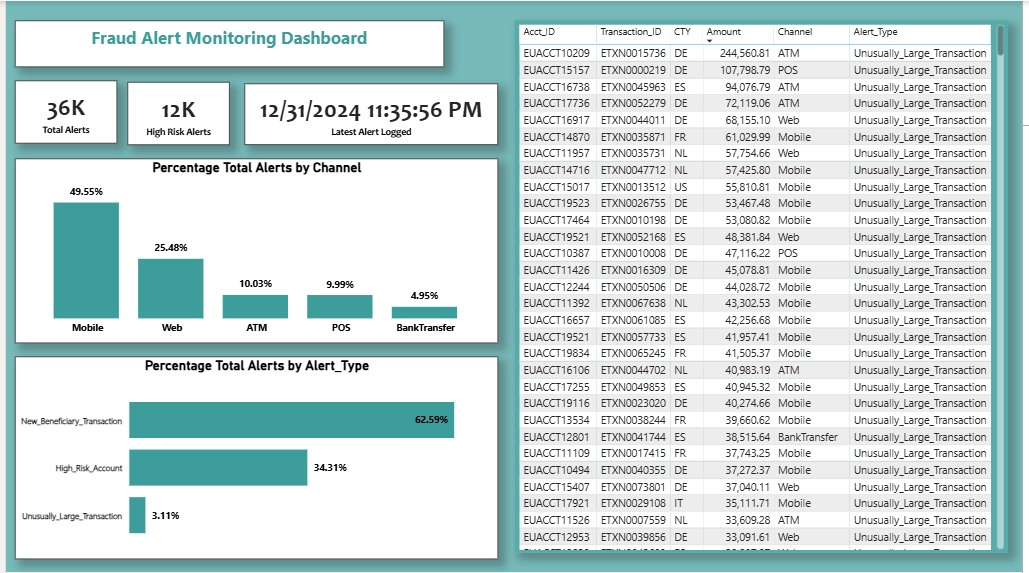 Fraud Alert Monitoring Dashboard
36K
Total Alerts
12K
High Risk Alerts
12/31/2024 11:35:56 PM
Latest Alert Logged
Percentage Total Alerts by Channel
49.55%
25.48%
10.03%
9.99%
4.95%
Mobile Web ATM POS BankTransfer
Percentage Total Alerts by Alert_Type
New_Beneficiary_Transaction 62.59%
High_Risk_Account 34.31%
Unusually_Large_Transaction 3.11%
Acct_ID Transaction_ID CTY Amount Channel Alert_Type
EUACCT10209 ETXN0015736 DE 244,560.81 ATM Unusually_Large_Transaction
EUACCT15157 ETXN0000219 DE 107,798.79 POS Unusually_Large_Transaction
EUACCT16738 ETXN0045963 ES 94,076.79 ATM Unusually_Large_Transaction
EUACCT17736 ETXN0052279 DE 72,119.06 ATM Unusually_Large_Transaction
EUACCT16917 ETXN0044011 DE 68,155.10 Web Unusually_Large_Transaction
EUACCT14870 ETXN0035871 FR 61,029.99 Mobile Unusually_Large_Transaction
EUACCT11957 ETXN0035731 NL 57,754.66 Web Unusually_Large_Transaction
EUACCT14716 ETXN0047712 NL 57,425.80 Mobile Unusually_Large_Transaction
EUACCT15017 ETXN0013512 US 55,810.81 Mobile Unusually_Large_Transaction
EUACCT19523 ETXN0026755 DE 53,467.48 Mobile Unusually_Large_Transaction
EUACCT17464 ETXN0010198 DE 53,080.82 Mobile Unusually_Large_Transaction
EUACCT19521 ETXN0052168 ES 48,381.84 Web Unusually_Large_Transaction
EUACCT10387 ETXN0010008 DE 47,116.22 POS Unusually_Large_Transaction
EUACCT11426 ETXN0016309 DE 45,078.81 Mobile Unusually_Large_Transaction
EUACCT12244 ETXN0050506 DE 44,028.72 Mobile Unusually_Large_Transaction
EUACCT11392 ETXN0067638 NL 43,302.53 Mobile Unusually_Large_Transaction
EUACCT16657 ETXN0061085 ES 42,256.68 Mobile Unusually_Large_Transaction
EUACCT19521 ETXN0057733 ES 41,957.41 Mobile Unusually_Large_Transaction
EUACCT19834 ETXN0065245 FR 41,505.37 Mobile Unusually_Large_Transaction
EUACCT16106 ETXN0044702 NL 40,983.19 ATM Unusually_Large_Transaction
EUACCT17255 ETXN0049853 ES 40,945.32 Mobile Unusually_Large_Transaction
EUACCT19116 ETXN0023020 DE 40,274.66 Mobile Unusually_Large_Transaction
EUACCT13534 ETXN0038244 FR 39,660.62 Mobile Unusually_Large_Transaction
EUACCT12801 ETXN0041744 ES 38,515.64 BankTransfer Unusually_Large_Transaction
EUACCT11109 ETXN0017415 FR 37,743.25 Mobile Unusually_Large_Transaction
EUACCT10494 ETXN0040355 DE 37,272.37 Mobile Unusually_Large_Transaction
EUACCT15407 ETXN0073801 DE 37,040.11 Web Unusually_Large_Transaction
EUACCT17921 ETXN0029108 IT 35,111.71 Mobile Unusually_Large_Transaction
EUACCT11526 ETXN0007559 NL 33,609.28 ATM Unusually_Large_Transaction
EUACCT12953 ETXN0039856 DE 33,091.61 Web Unusually_Large_Transaction